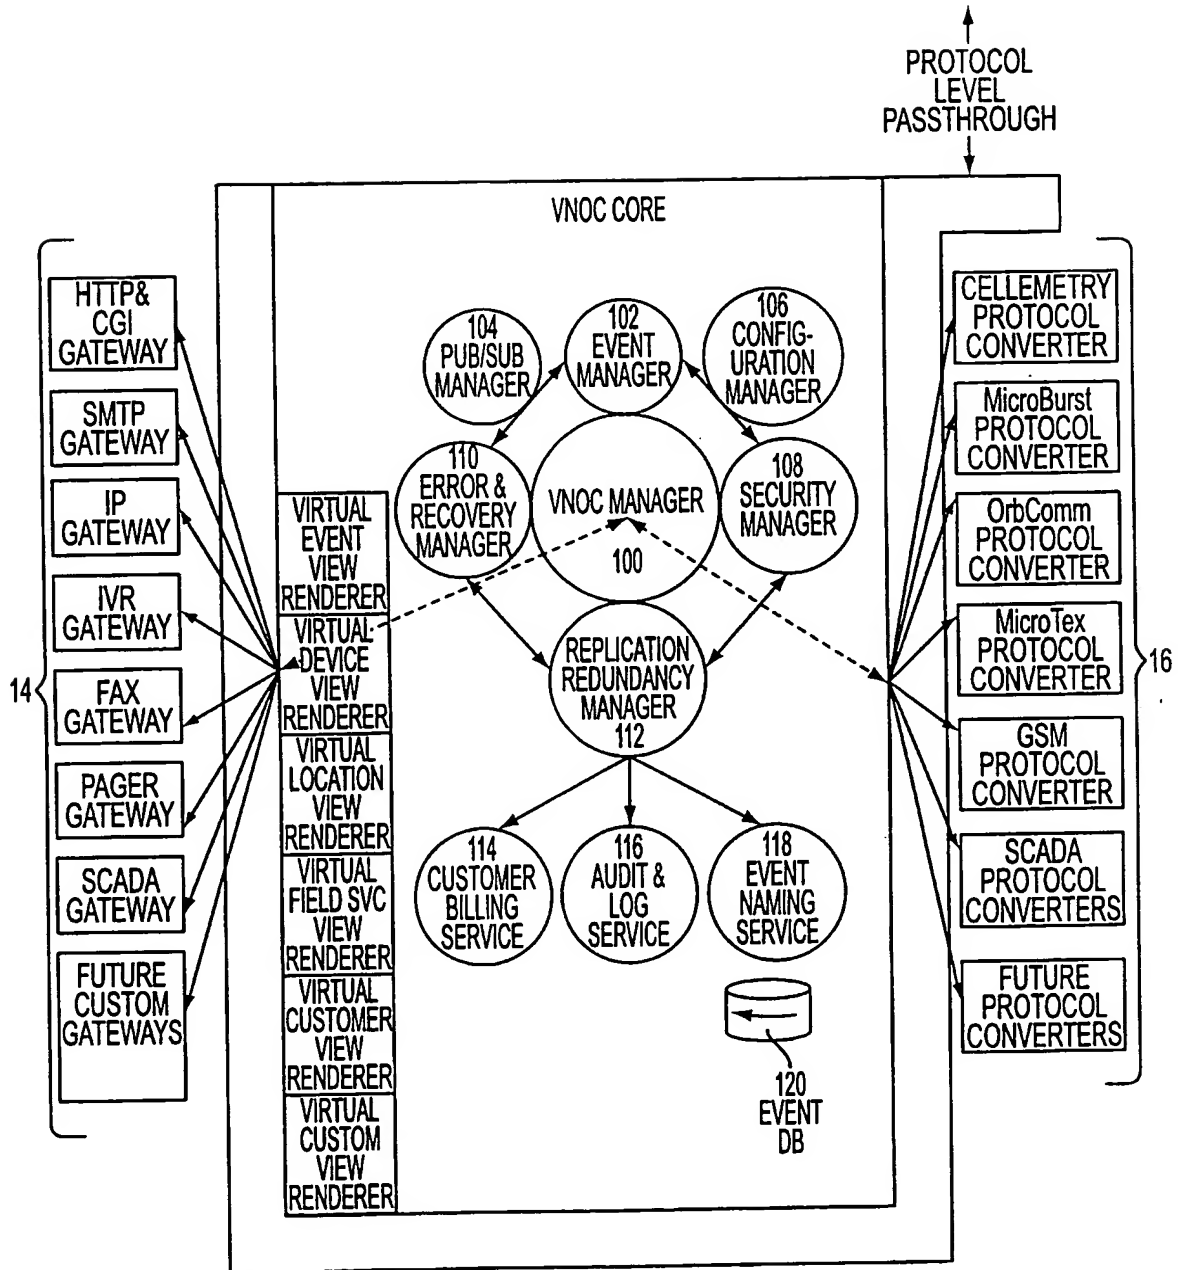 PROTOCOL
LEVEL
PASSTHROUGH
VNOC CORE
14
HTTP&
CGI
GATEWAY
SMTP
GATEWAY
IP
GATEWAY
IVR
GATEWAY
FAX
GATEWAY
PAGER
GATEWAY
SCADA
GATEWAY
FUTURE
CUSTOM
GATEWAYS
VIRTUAL
EVENT
VIEW
RENDERER
VIRTUAL
DEVICE
VIEW
RENDERER
VIRTUAL
LOCATION
VIEW
RENDERER
VIRTUAL
FIELD SVC
VIEW
RENDERER
VIRTUAL
CUSTOMER
VIEW
RENDERER
VIRTUAL
CUSTOM
VIEW
RENDERER
104
PUB/SUB
MANAGER
102
EVENT
MANAGER
106
CONFIG-
URATION
MANAGER
110
ERROR &
RECOVERY
MANAGER
VNOC MANAGER
100
108
SECURITY
MANAGER
REPLICATION
REDUNDANCY
MANAGER
112
114
CUSTOMER
BILLING
SERVICE
116
AUDIT &
LOG
SERVICE
118
EVENT
NAMING
SERVICE
120
EVENT
DB
CELLEMETRY
PROTOCOL
CONVERTER
MicroBurst
PROTOCOL
CONVERTER
OrbComm
PROTOCOL
CONVERTER
MicroTex
PROTOCOL
CONVERTER
GSM
PROTOCOL
CONVERTER
SCADA
PROTOCOL
CONVERTERS
FUTURE
PROTOCOL
CONVERTERS
16